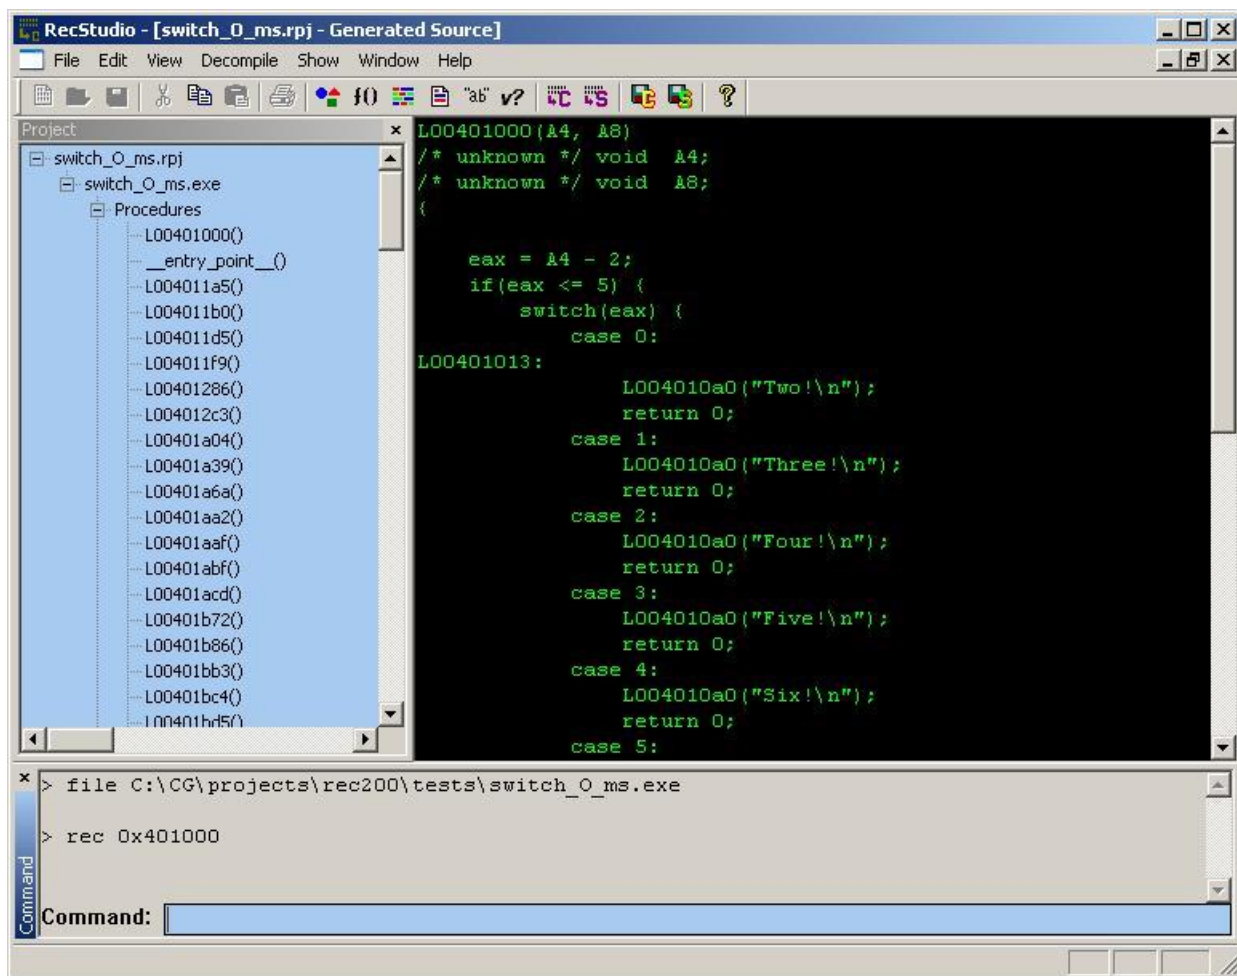 RecStudio - [switch_O_ms.rpj - Generated Source]
File Edit View Decompile Show Window Help
f() "ab" v? C S C S ?
Project
switch_O_ms.rpj
switch_O_ms.exe
Procedures
L00401000()
__entry_point__()
L004011a5()
L004011b0()
L004011d5()
L004011f9()
L00401286()
L004012c3()
L00401a04()
L00401a39()
L00401a6a()
L00401aa2()
L00401aaf()
L00401abf()
L00401acd()
L00401b72()
L00401b86()
L00401bb3()
L00401bc4()
L00401bd5()
L00401000(A4, A8)
/* unknown */ void  A4;
/* unknown */ void  A8;
{
eax = A4 - 2;
if(eax <= 5) {
switch(eax) {
case 0:
L00401013:
L004010a0("Two!\n");
return 0;
case 1:
L004010a0("Three!\n");
return 0;
case 2:
L004010a0("Four!\n");
return 0;
case 3:
L004010a0("Five!\n");
return 0;
case 4:
L004010a0("Six!\n");
return 0;
case 5:
> file C:\CG\projects\rec200\tests\switch_O_ms.exe
> rec 0x401000
Command
Command: